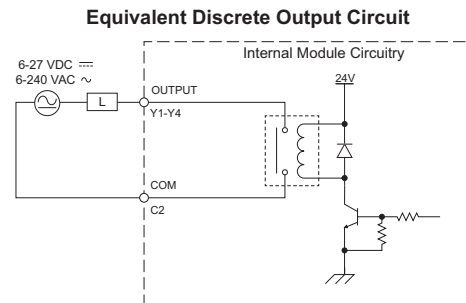 Equivalent Discrete Output Circuit
Internal Module Circuitry
6-27 VDC ⎓
6-240 VAC ∿
24V
L
OUTPUT
Y1-Y4
COM
C2